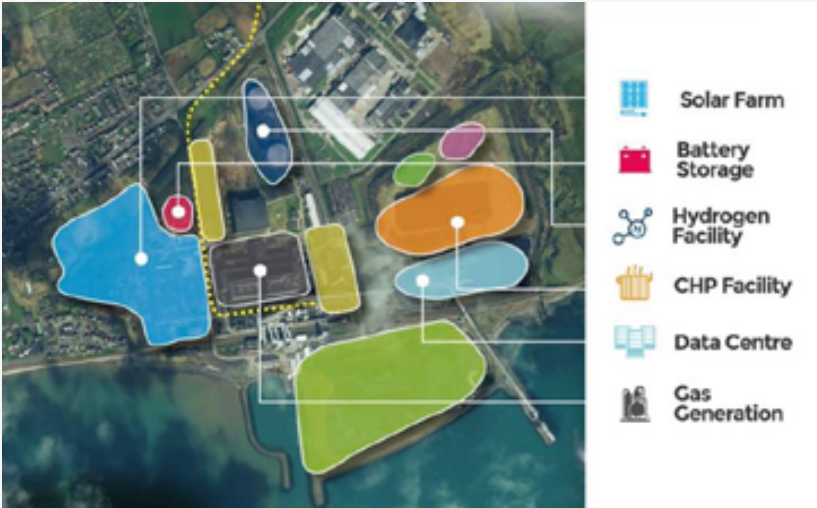 Solar Farm
Battery
Storage
Hydrogen
Facility
CHP Facility
Data Centre
Gas
Generation